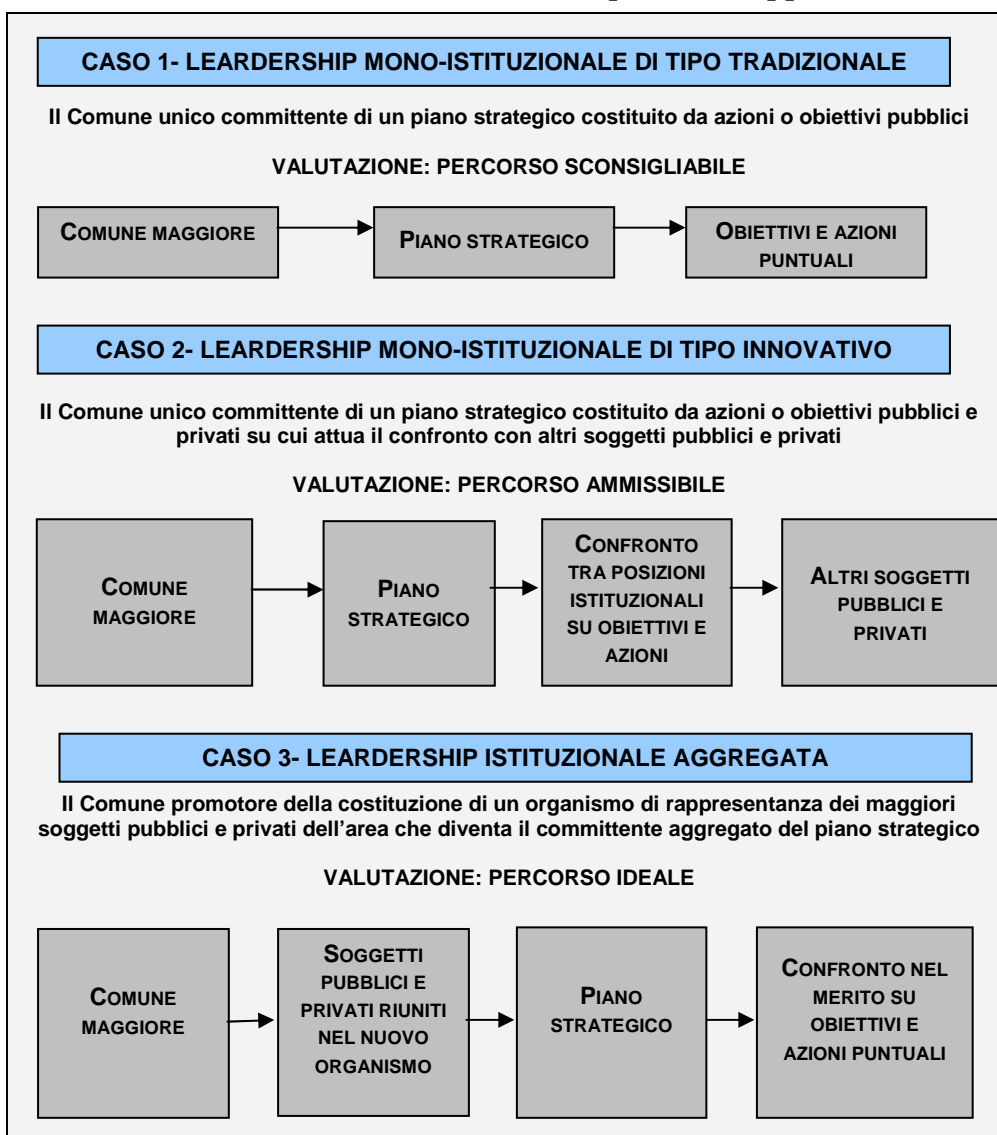 CASO 1- LEARDERSHIP MONO-ISTITUZIONALE DI TIPO TRADIZIONALE
Il Comune unico committente di un piano strategico costituito da azioni o obiettivi pubblici
VALUTAZIONE: PERCORSO SCONSIGLIABILE
COMUNE MAGGIORE
PIANO STRATEGICO
OBIETTIVI E AZIONI
PUNTUALI
CASO 2- LEARDERSHIP MONO-ISTITUZIONALE DI TIPO INNOVATIVO
Il Comune unico committente di un piano strategico costituito da azioni o obiettivi pubblici e
privati su cui attua il confronto con altri soggetti pubblici e privati
VALUTAZIONE: PERCORSO AMMISSIBILE
COMUNE
MAGGIORE
PIANO
STRATEGICO
CONFRONTO
TRA POSIZIONI
ISTITUZIONALI
SU OBIETTIVI E
AZIONI
ALTRI SOGGETTI
PUBBLICI E
PRIVATI
CASO 3- LEARDERSHIP ISTITUZIONALE AGGREGATA
Il Comune promotore della costituzione di un organismo di rappresentanza dei maggiori
soggetti pubblici e privati dell'area che diventa il committente aggregato del piano strategico
VALUTAZIONE: PERCORSO IDEALE
COMUNE
MAGGIORE
SOGGETTI
PUBBLICI E
PRIVATI RIUNITI
NEL NUOVO
ORGANISMO
PIANO
STRATEGICO
CONFRONTO NEL
MERITO SU
OBIETTIVI E
AZIONI PUNTUALI